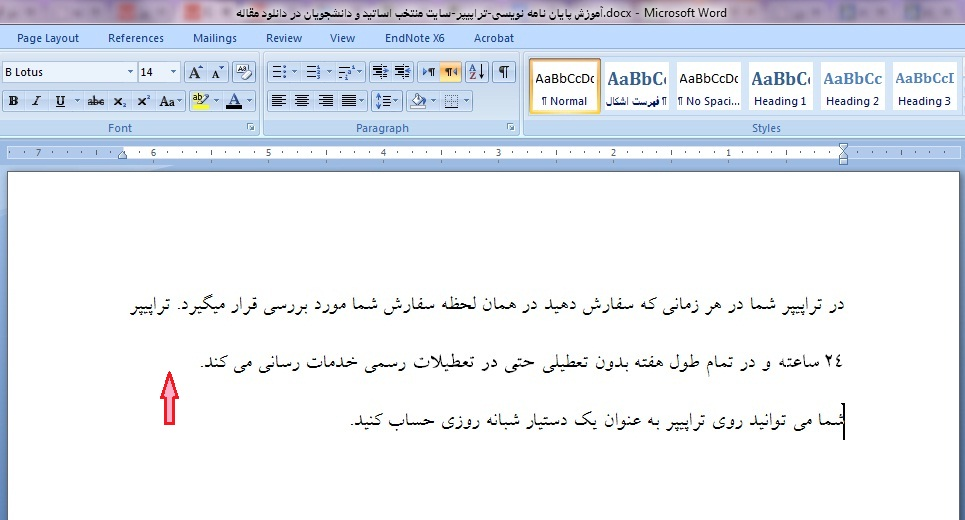 آموزش پایان نامه نویسی-تراپیپر-سایت منتخب اساتید و دانشجویان در دانلود مقاله.docx - Microsoft Word
Page Layout References Mailings Review View EndNote X6 Acrobat
B Lotus 14
AaBbCcDc AaBbCc AaBbCcDc AaBbCc AaBbCc AaBbCcI
¶ Normal ¶ فهرست اشکال ¶ No Spaci... Heading 1 Heading 2 Heading 3
Font Paragraph Styles
7 6 5 4 3 2 1
در تراپیپر شما در هر زمانی که سفارش دهید در همان لحظه سفارش شما مورد بررسی قرار میگیرد. تراپیپر
۲٤ ساعته و در تمام طول هفته بدون تعطیلی حتی در تعطیلات رسمی خدمات رسانی می کند.
شما می توانید روی تراپیپر به عنوان یک دستیار شبانه روزی حساب کنید.